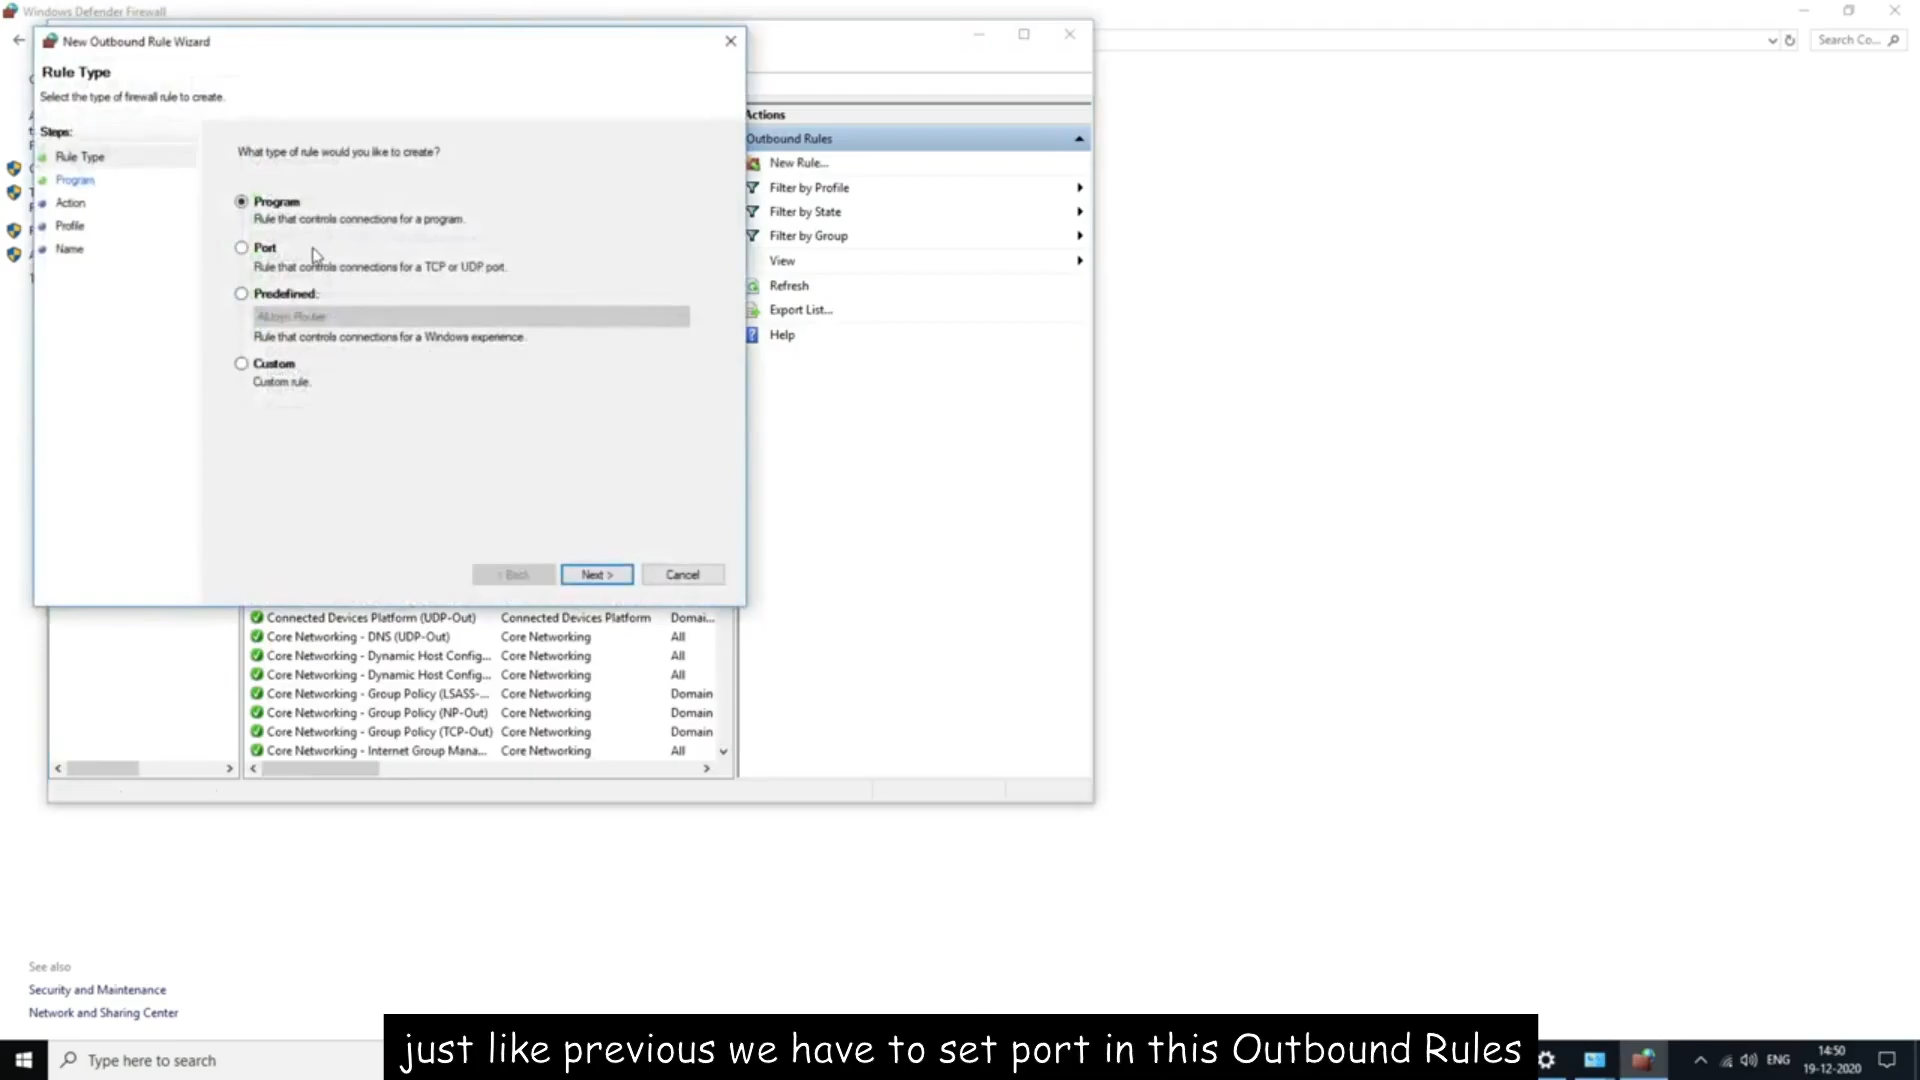 Windows Defender Firewall
New Outbound Rule Wizard
Search Co...
Rule Type
Select the type of firewall rule to create.
Steps:
Rule Type
Program
Action
Profile
Name
What type of rule would you like to create?
Program
Rule that controls connections for a program.
Port
Rule that controls connections for a TCP or UDP port.
Predefined:
AllJoyn Router
Rule that controls connections for a Windows experience.
Custom
Custom rule.
< Back
Next >
Cancel
Actions
Outbound Rules
New Rule...
Filter by Profile
Filter by State
Filter by Group
View
Refresh
Export List...
Help
Connected Devices Platform (UDP-Out) Connected Devices Platform Domai...
Core Networking - DNS (UDP-Out) Core Networking All
Core Networking - Dynamic Host Config... Core Networking All
Core Networking - Dynamic Host Config... Core Networking All
Core Networking - Group Policy (LSASS-... Core Networking Domain
Core Networking - Group Policy (NP-Out) Core Networking Domain
Core Networking - Group Policy (TCP-Out) Core Networking Domain
Core Networking - Internet Group Mana... Core Networking All
See also
Security and Maintenance
Network and Sharing Center
Type here to search
just like previous we have to set port in this Outbound Rules
ENG
14:50
19-12-2020